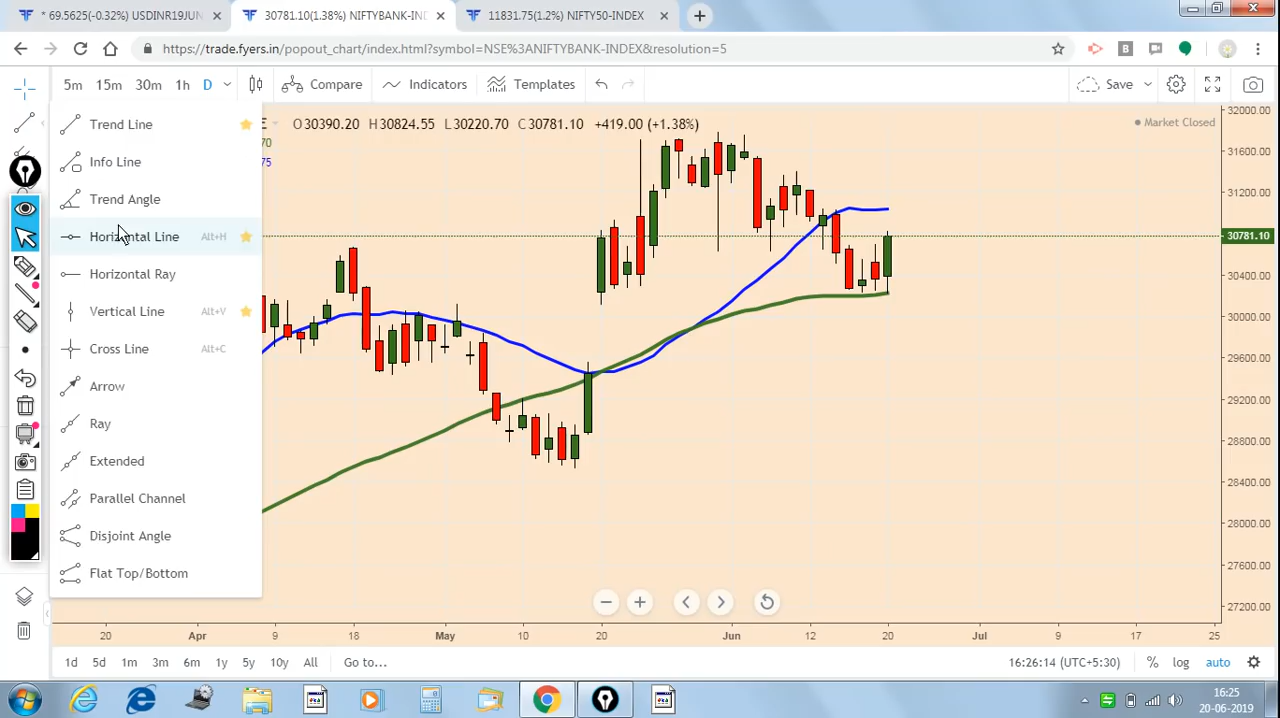 * 69.5625(-0.32%) USDINR19JUN
30781.10(1.38%) NIFTYBANK-IND
11831.75(1.2%) NIFTY50-INDEX
https://trade.fyers.in/popout_chart/index.html?symbol=NSE%3ANIFTYBANK-INDEX&resolution=5
B
5m 15m 30m 1h D Compare Indicators Templates Save
Trend Line
E O30390.20 H30824.55 L30220.70 C30781.10 +419.00 (+1.38%)
Market Closed
70
75
Info Line
Trend Angle
Horizontal Line Alt+H
Horizontal Ray
Vertical Line Alt+V
Cross Line Alt+C
Arrow
Ray
Extended
Parallel Channel
Disjoint Angle
Flat Top/Bottom
32000.00
31600.00
31200.00
30781.10
30400.00
30000.00
29600.00
29200.00
28800.00
28400.00
28000.00
27600.00
27200.00
20 Apr 9 18 May 10 20 Jun 12 20 Jul 9 17 25
1d 5d 1m 3m 6m 1y 5y 10y All Go to... 16:26:14 (UTC+5:30) % log auto
16:25
20-06-2019